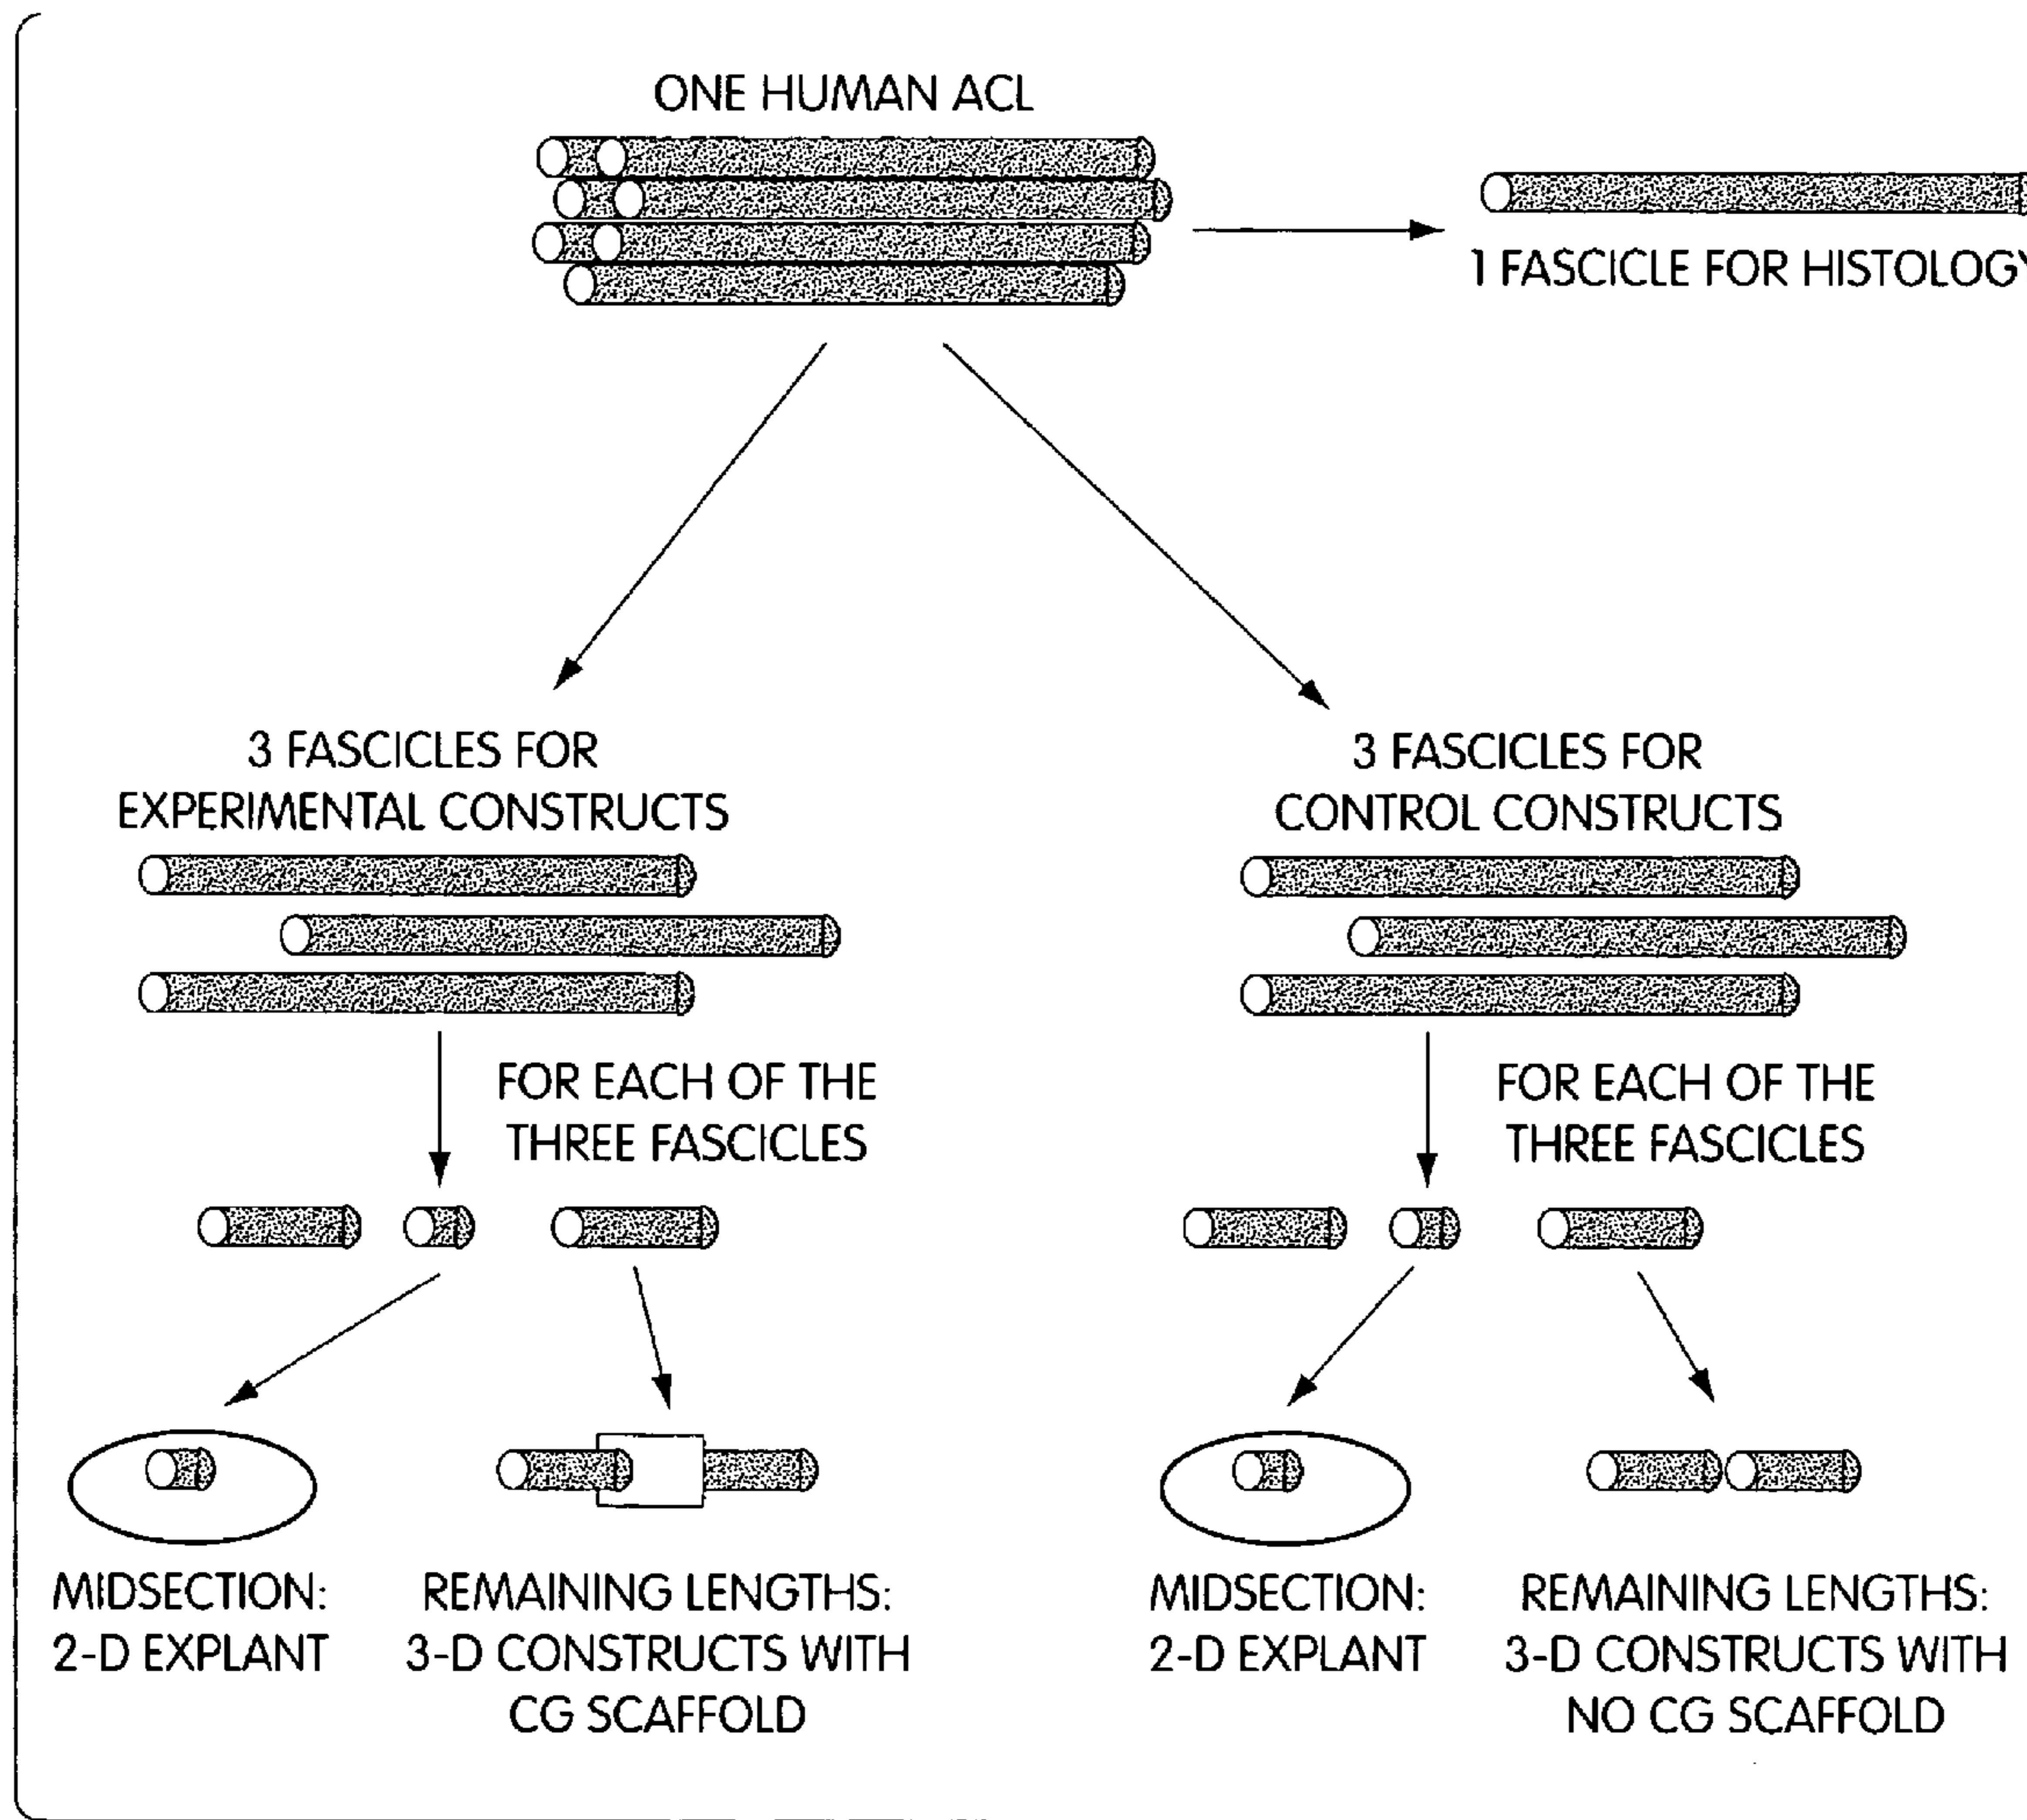 ONE HUMAN ACL
1 FASCICLE FOR HISTOLOGY
3 FASCICLES FOR
EXPERIMENTAL CONSTRUCTS
3 FASCICLES FOR
CONTROL CONSTRUCTS
FOR EACH OF THE
THREE FASCICLES
FOR EACH OF THE
THREE FASCICLES
MIDSECTION:
2-D EXPLANT
REMAINING LENGTHS:
3-D CONSTRUCTS WITH
CG SCAFFOLD
MIDSECTION:
2-D EXPLANT
REMAINING LENGTHS:
3-D CONSTRUCTS WITH
NO CG SCAFFOLD